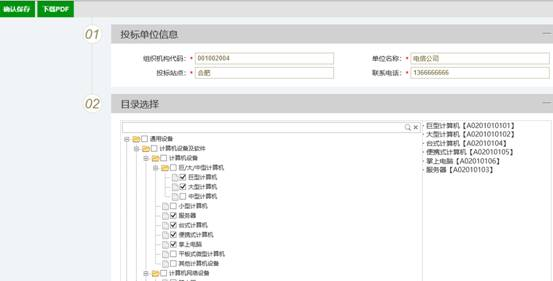 确认保存 下载PDF
01 投标单位信息
组织机构代码：* 001002004 单位名称：* 电信公司
投标站点：* 合肥 联系电话：* 1366666666
02 目录选择
通用设备
计算机设备及软件
计算机设备
巨/大/中型计算机
巨型计算机
大型计算机
中型计算机
小型计算机
服务器
台式计算机
便携式计算机
掌上电脑
平板式微型计算机
其他计算机设备
计算机网络设备
· 巨型计算机【A0201010101】
· 大型计算机【A0201010102】
· 台式计算机【A02010104】
· 便携式计算机【A02010105】
· 掌上电脑【A02010106】
· 服务器【A02010103】